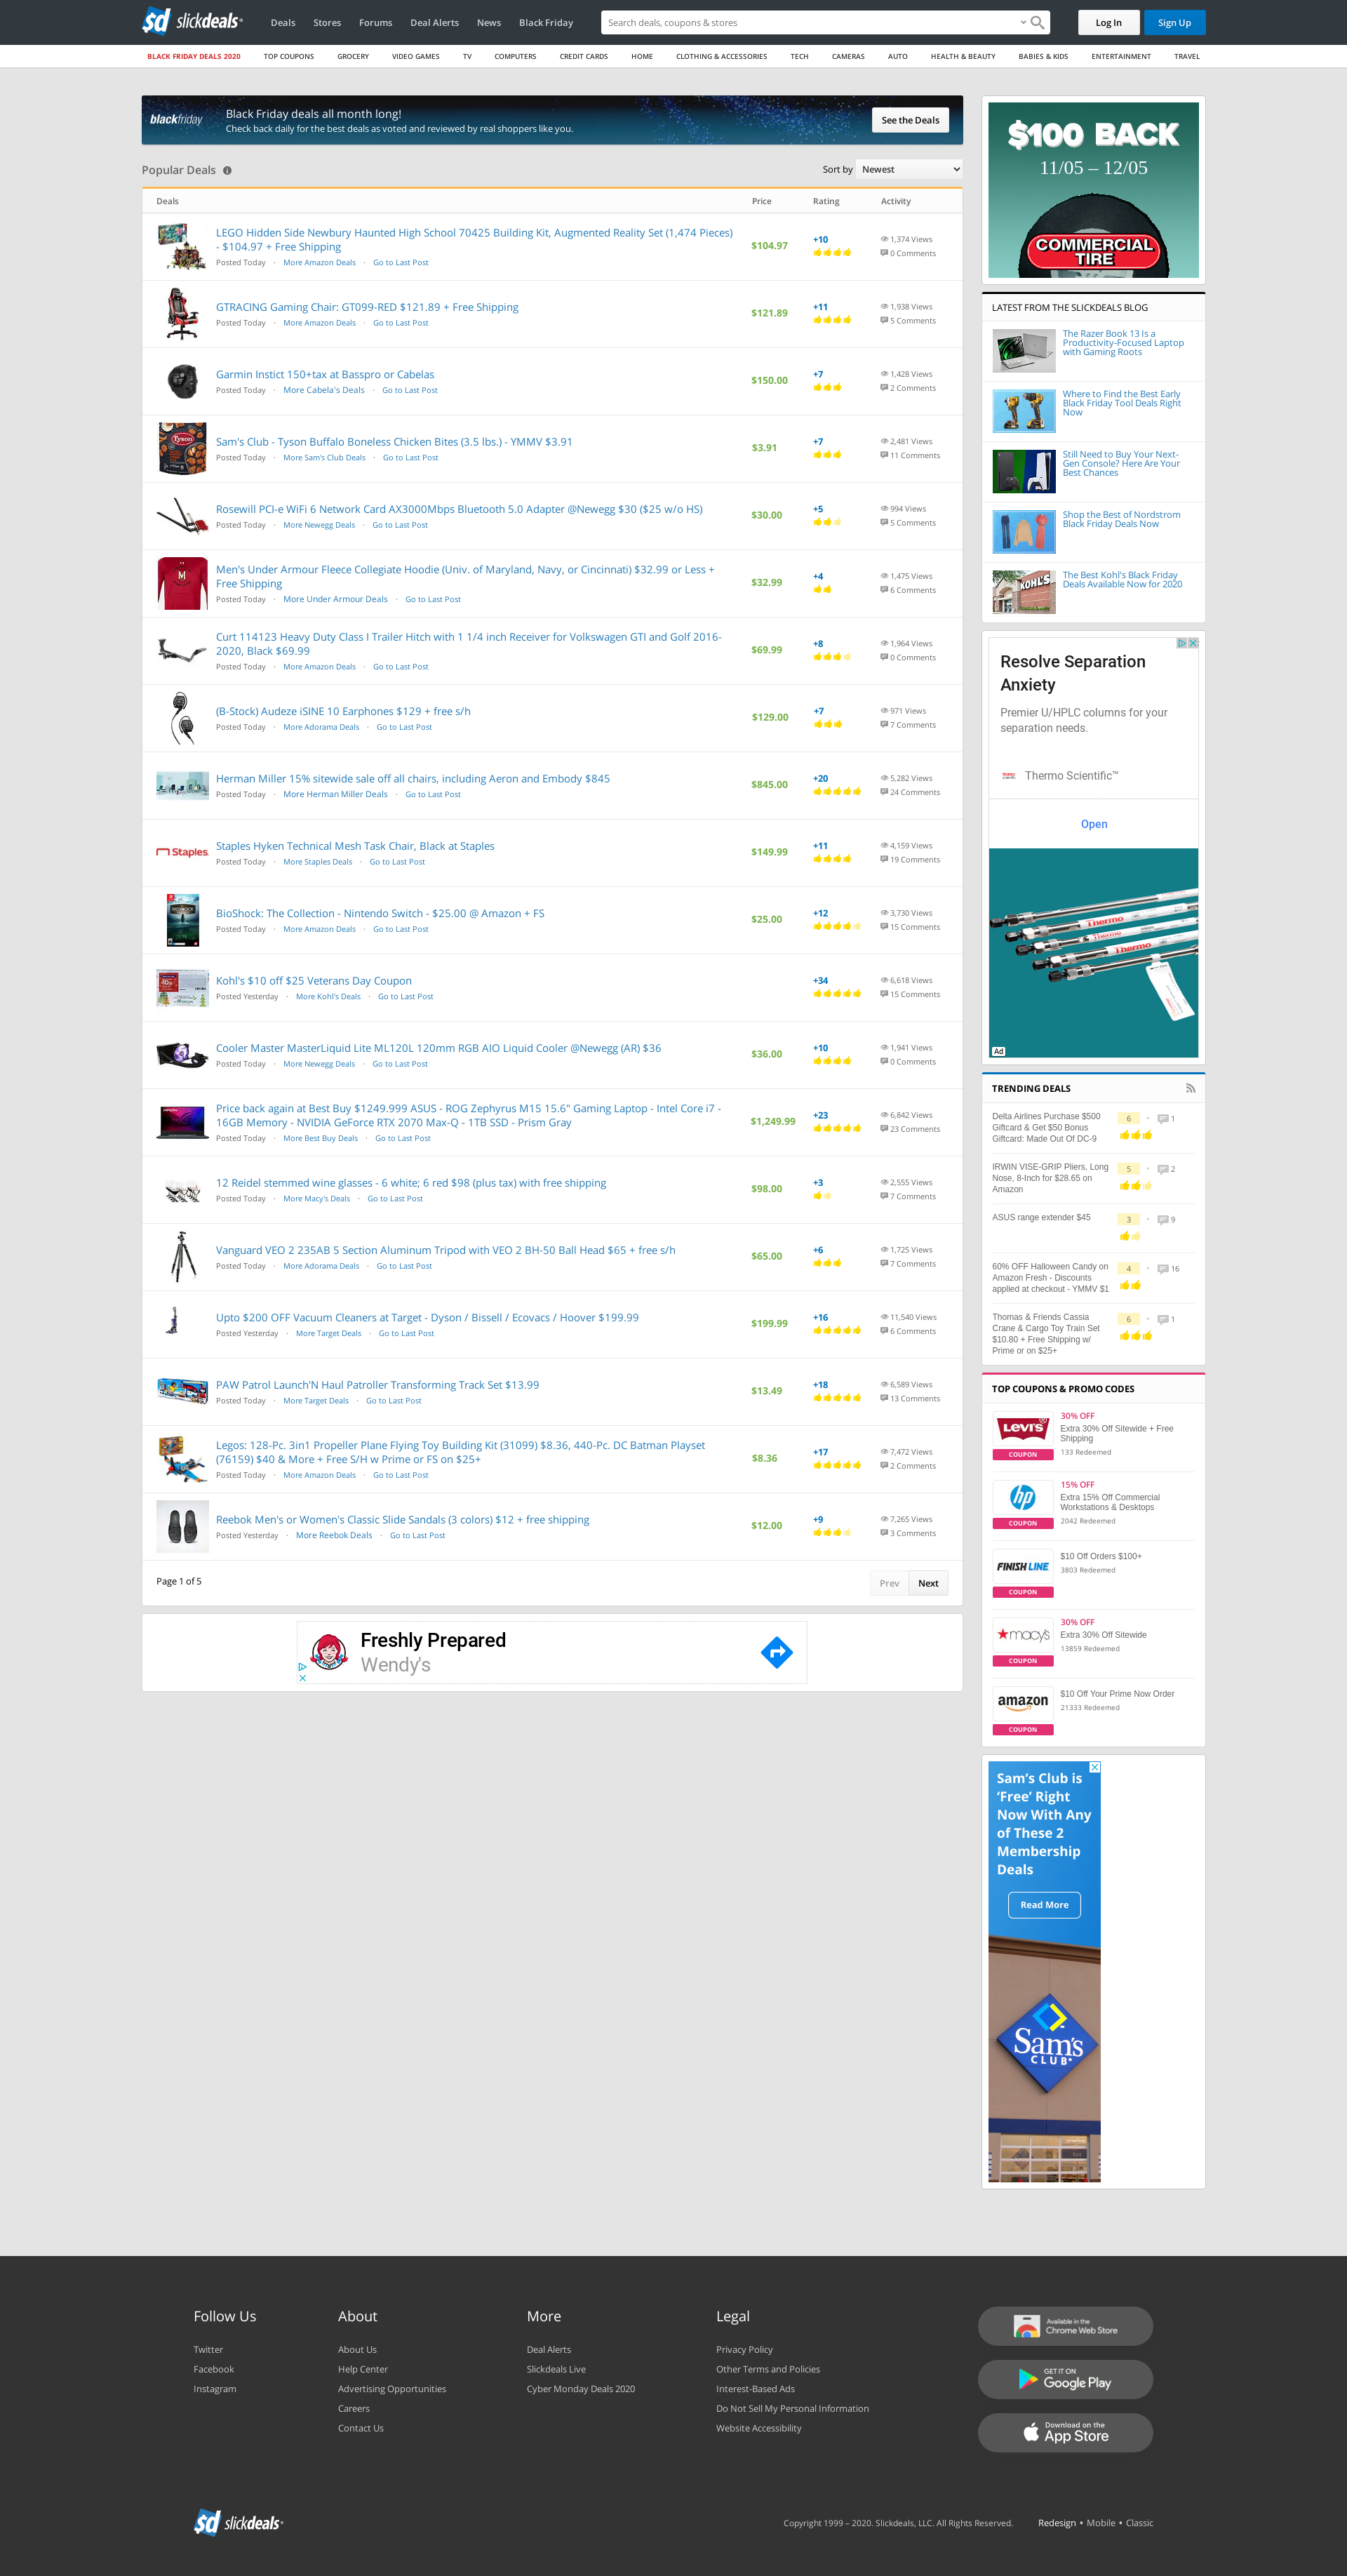 slickdeals
Deals
Stores
Forums
Deal Alerts
News
Black Friday
Search deals, coupons & stores
Log In
Sign Up
BLACK FRIDAY DEALS 2020
TOP COUPONS
GROCERY
VIDEO GAMES
TV
COMPUTERS
CREDIT CARDS
HOME
CLOTHING & ACCESSORIES
TECH
CAMERAS
AUTO
HEALTH & BEAUTY
BABIES & KIDS
ENTERTAINMENT
TRAVEL
blackfriday
Black Friday deals all month long!
Check back daily for the best deals as voted and reviewed by real shoppers like you.
See the Deals
Popular Deals
Sort by Newest
Deals Price Rating Activity
LEGO Hidden Side Newbury Haunted High School 70425 Building Kit, Augmented Reality Set (1,474 Pieces)
- $104.97 + Free Shipping
Posted Today · More Amazon Deals · Go to Last Post
$104.97
+10
1,374 Views
0 Comments
GTRACING Gaming Chair: GT099-RED $121.89 + Free Shipping
Posted Today · More Amazon Deals · Go to Last Post
$121.89
+11
1,938 Views
5 Comments
Garmin Instict 150+tax at Basspro or Cabelas
Posted Today · More Cabela's Deals · Go to Last Post
$150.00
+7
1,428 Views
2 Comments
Tyson
Sam's Club - Tyson Buffalo Boneless Chicken Bites (3.5 lbs.) - YMMV $3.91
Posted Today · More Sam's Club Deals · Go to Last Post
$3.91
+7
2,481 Views
11 Comments
Rosewill PCI-e WiFi 6 Network Card AX3000Mbps Bluetooth 5.0 Adapter @Newegg $30 ($25 w/o HS)
Posted Today · More Newegg Deals · Go to Last Post
$30.00
+5
994 Views
5 Comments
Men's Under Armour Fleece Collegiate Hoodie (Univ. of Maryland, Navy, or Cincinnati) $32.99 or Less +
Free Shipping
Posted Today · More Under Armour Deals · Go to Last Post
$32.99
+4
1,475 Views
6 Comments
Curt 114123 Heavy Duty Class I Trailer Hitch with 1 1/4 inch Receiver for Volkswagen GTI and Golf 2016-
2020, Black $69.99
Posted Today · More Amazon Deals · Go to Last Post
$69.99
+8
1,964 Views
0 Comments
(B-Stock) Audeze iSINE 10 Earphones $129 + free s/h
Posted Today · More Adorama Deals · Go to Last Post
$129.00
+7
971 Views
7 Comments
Herman Miller 15% sitewide sale off all chairs, including Aeron and Embody $845
Posted Today · More Herman Miller Deals · Go to Last Post
$845.00
+20
5,282 Views
24 Comments
Staples
Staples Hyken Technical Mesh Task Chair, Black at Staples
Posted Today · More Staples Deals · Go to Last Post
$149.99
+11
4,159 Views
19 Comments
BioShock: The Collection - Nintendo Switch - $25.00 @ Amazon + FS
Posted Today · More Amazon Deals · Go to Last Post
$25.00
+12
3,730 Views
15 Comments
Kohl's $10 off $25 Veterans Day Coupon
Posted Yesterday · More Kohl's Deals · Go to Last Post
+34
6,618 Views
15 Comments
Cooler Master MasterLiquid Lite ML120L 120mm RGB AIO Liquid Cooler @Newegg (AR) $36
Posted Today · More Newegg Deals · Go to Last Post
$36.00
+10
1,941 Views
0 Comments
Price back again at Best Buy $1249.999 ASUS - ROG Zephyrus M15 15.6" Gaming Laptop - Intel Core i7 -
16GB Memory - NVIDIA GeForce RTX 2070 Max-Q - 1TB SSD - Prism Gray
Posted Today · More Best Buy Deals · Go to Last Post
$1,249.99
+23
6,842 Views
23 Comments
12 Reidel stemmed wine glasses - 6 white; 6 red $98 (plus tax) with free shipping
Posted Today · More Macy's Deals · Go to Last Post
$98.00
+3
2,555 Views
7 Comments
Vanguard VEO 2 235AB 5 Section Aluminum Tripod with VEO 2 BH-50 Ball Head $65 + free s/h
Posted Today · More Adorama Deals · Go to Last Post
$65.00
+6
1,725 Views
7 Comments
Upto $200 OFF Vacuum Cleaners at Target - Dyson / Bissell / Ecovacs / Hoover $199.99
Posted Yesterday · More Target Deals · Go to Last Post
$199.99
+16
11,540 Views
6 Comments
PAW Patrol Launch'N Haul Patroller Transforming Track Set $13.99
Posted Today · More Target Deals · Go to Last Post
$13.49
+18
6,589 Views
13 Comments
Legos: 128-Pc. 3in1 Propeller Plane Flying Toy Building Kit (31099) $8.36, 440-Pc. DC Batman Playset
(76159) $40 & More + Free S/H w Prime or FS on $25+
Posted Today · More Amazon Deals · Go to Last Post
$8.36
+17
7,472 Views
2 Comments
Reebok Men's or Women's Classic Slide Sandals (3 colors) $12 + free shipping
Posted Yesterday · More Reebok Deals · Go to Last Post
$12.00
+9
7,265 Views
3 Comments
Page 1 of 5
Prev Next
Freshly Prepared
Wendy's
$100 BACK
11/05 – 12/05
COMMERCIAL
TIRE
LATEST FROM THE SLICKDEALS BLOG
The Razer Book 13 Is a
Productivity-Focused Laptop
with Gaming Roots
Where to Find the Best Early
Black Friday Tool Deals Right
Now
Still Need to Buy Your Next-
Gen Console? Here Are Your
Best Chances
Shop the Best of Nordstrom
Black Friday Deals Now
KOHL'S
The Best Kohl's Black Friday
Deals Available Now for 2020
Resolve Separation
Anxiety
Premier U/HPLC columns for your
separation needs.
Thermo Scientific™
Open
Thermo
Thermo
Thermo
Ad
TRENDING DEALS
Delta Airlines Purchase $500
Giftcard & Get $50 Bonus
Giftcard: Made Out Of DC-9
6 · 1
IRWIN VISE-GRIP Pliers, Long
Nose, 8-Inch for $28.65 on
Amazon
5 · 2
ASUS range extender $45
3 · 9
60% OFF Halloween Candy on
Amazon Fresh - Discounts
applied at checkout - YMMV $1
4 · 16
Thomas & Friends Cassia
Crane & Cargo Toy Train Set
$10.80 + Free Shipping w/
Prime or on $25+
6 · 1
TOP COUPONS & PROMO CODES
LEVI'S
COUPON
30% OFF
Extra 30% Off Sitewide + Free
Shipping
133 Redeemed
hp
COUPON
15% OFF
Extra 15% Off Commercial
Workstations & Desktops
2042 Redeemed
FINISH LINE
COUPON
$10 Off Orders $100+
3803 Redeemed
macy's
COUPON
30% OFF
Extra 30% Off Sitewide
13859 Redeemed
amazon
COUPON
$10 Off Your Prime Now Order
21333 Redeemed
Sam's Club is
'Free' Right
Now With Any
of These 2
Membership
Deals
Read More
Sam's
CLUB
Follow Us
Twitter
Facebook
Instagram
About
About Us
Help Center
Advertising Opportunities
Careers
Contact Us
More
Deal Alerts
Slickdeals Live
Cyber Monday Deals 2020
Legal
Privacy Policy
Other Terms and Policies
Interest-Based Ads
Do Not Sell My Personal Information
Website Accessibility
Available in the
Chrome Web Store
GET IT ON
Google Play
Download on the
App Store
slickdeals
Copyright 1999 – 2020. Slickdeals, LLC. All Rights Reserved.
Redesign • Mobile • Classic